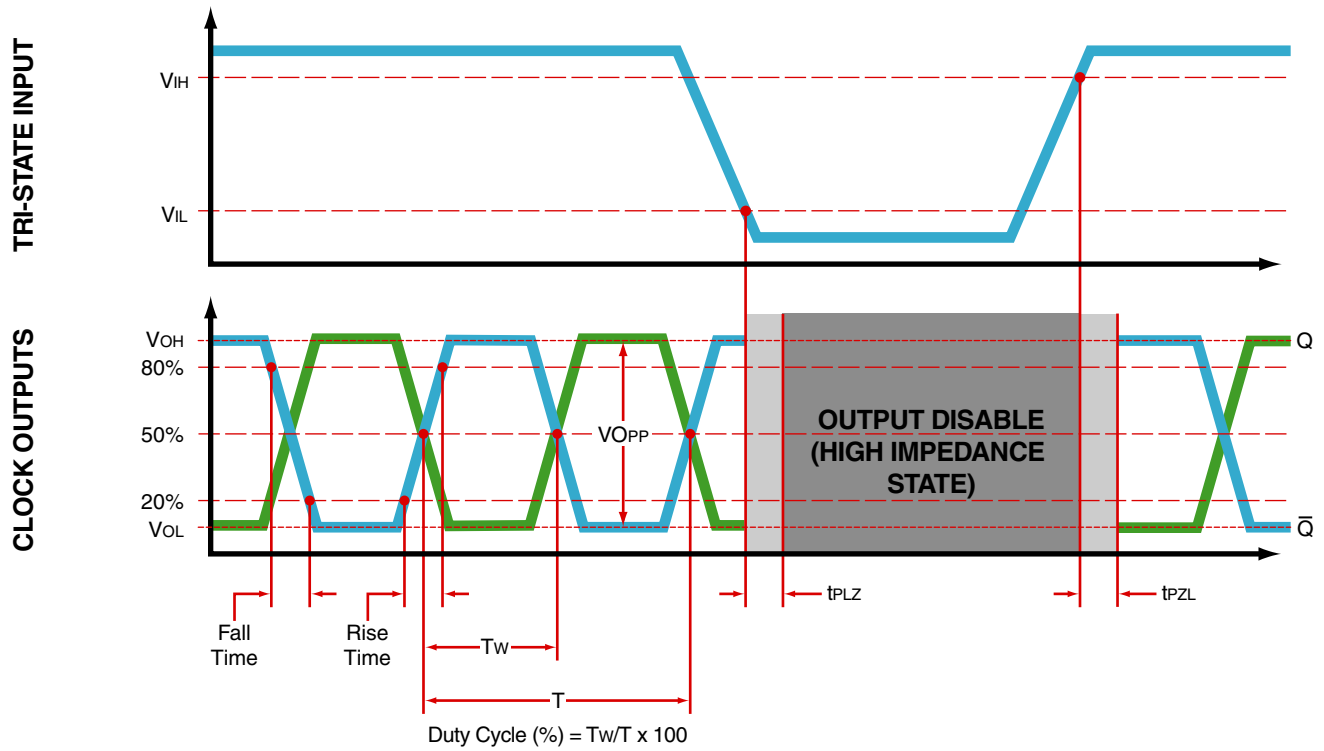 TRI-STATE INPUT
VIH
VIL
CLOCK OUTPUTS
VOH
80%
50%
20%
VOL
VOPP
OUTPUT DISABLE
(HIGH IMPEDANCE
STATE)
Q
Q̅
Fall
Time
Rise
Time
tPLZ
tPZL
TW
T
Duty Cycle (%) = TW/T x 100